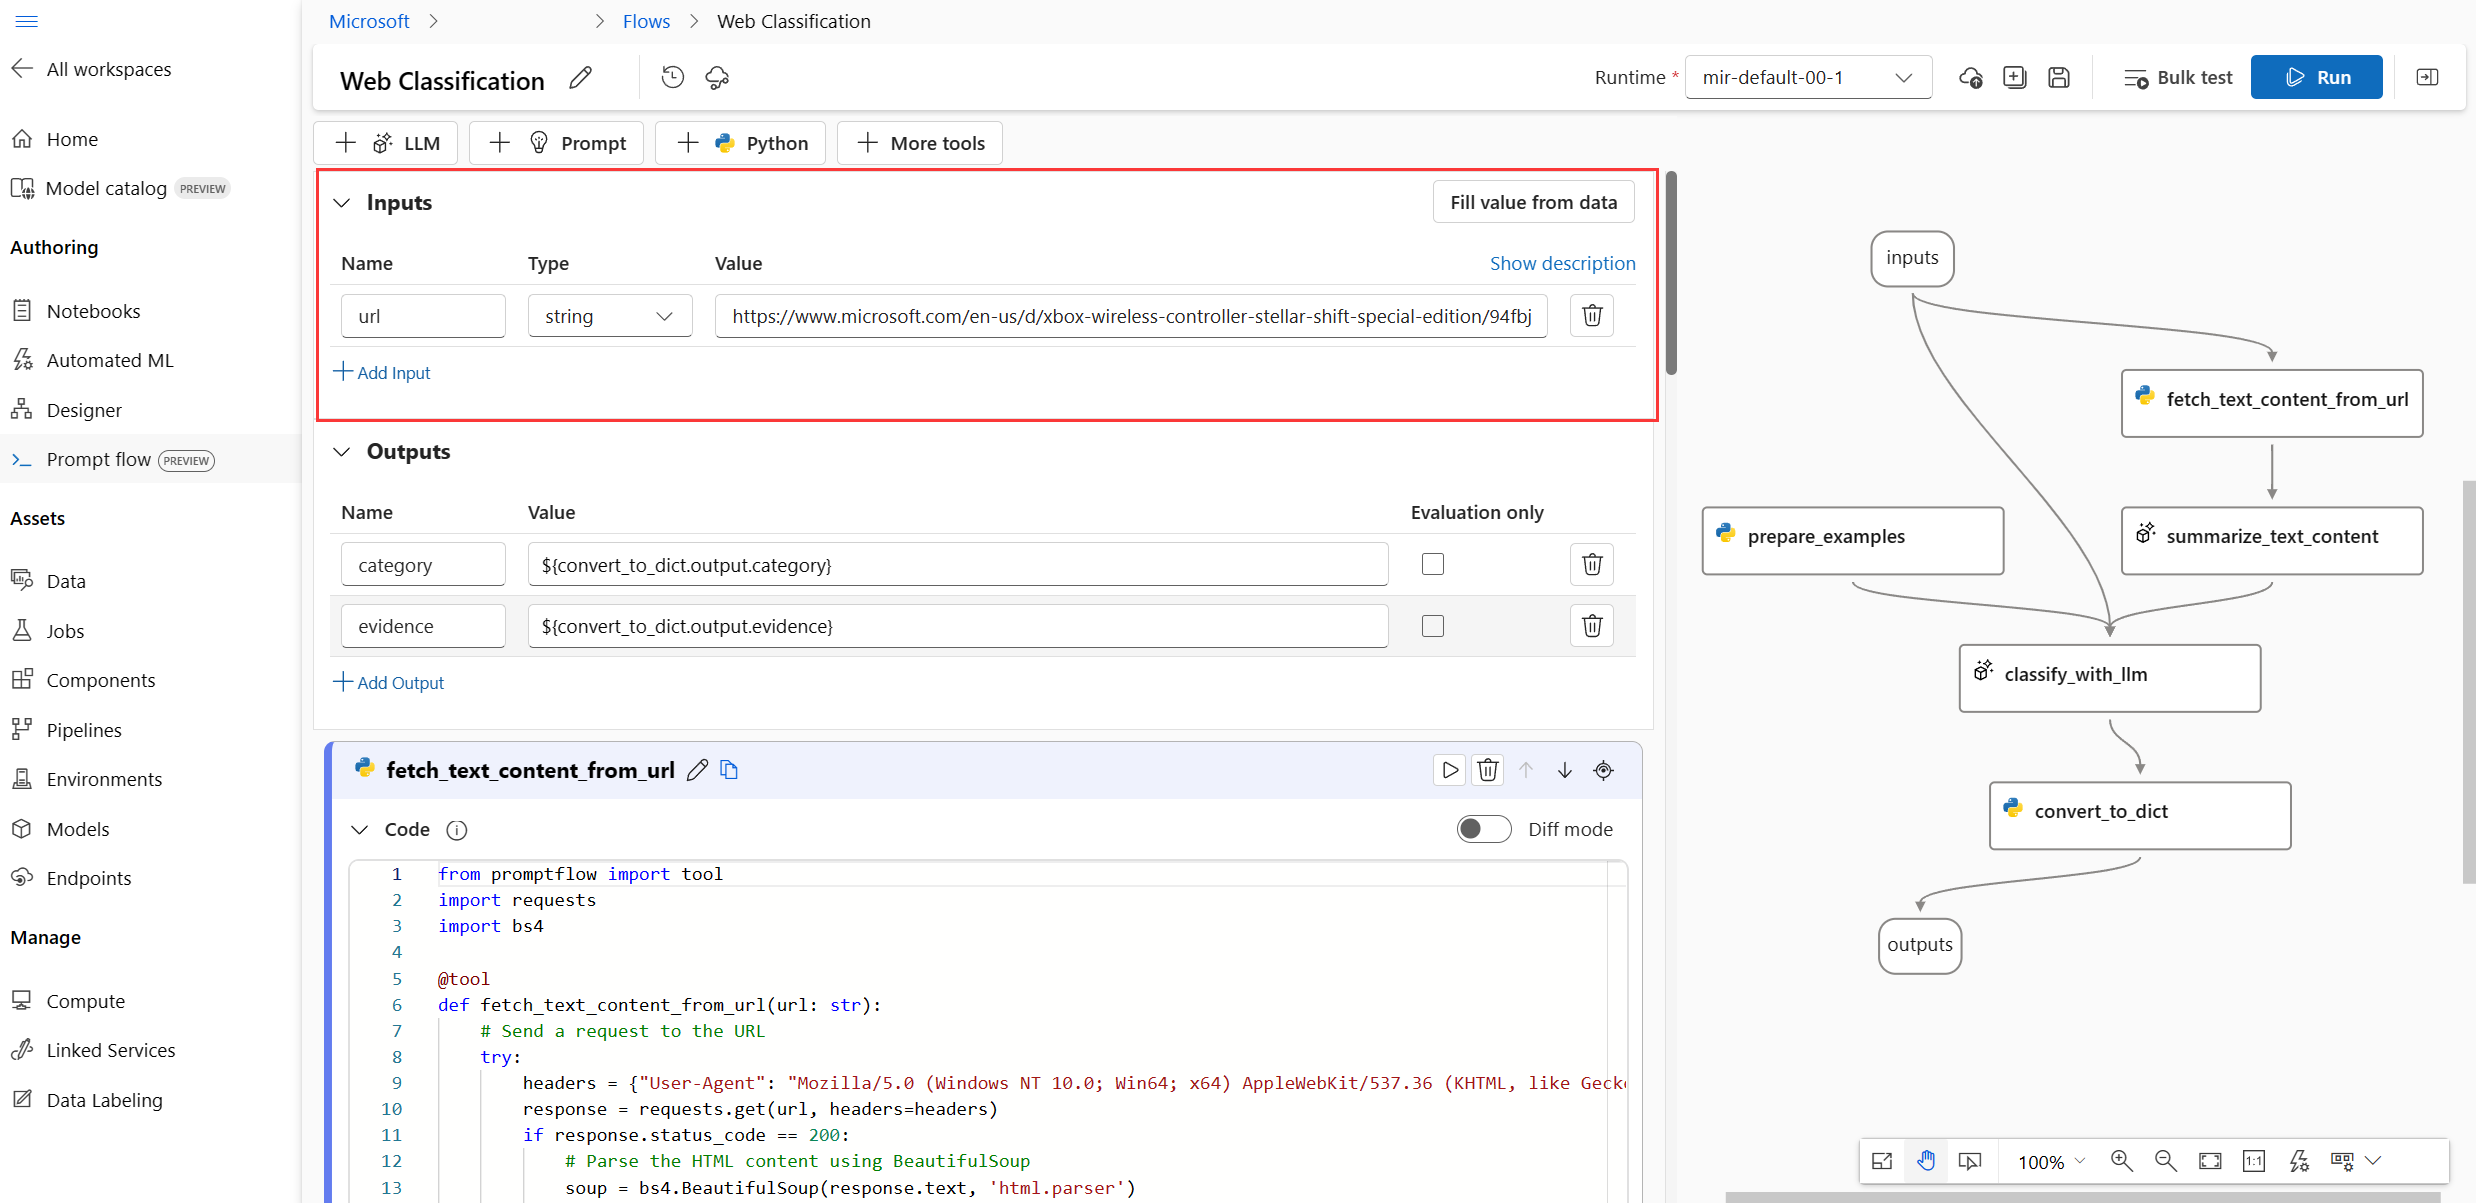 Microsoft > > Flows > Web Classification
All workspaces
Home
Model catalog PREVIEW
Authoring
Notebooks
Automated ML
Designer
Prompt flow PREVIEW
Assets
Data
Jobs
Components
Pipelines
Environments
Models
Endpoints
Manage
Compute
Linked Services
Data Labeling
Web Classification
Runtime * mir-default-00-1
Bulk test
Run
+ LLM
+ Prompt
+ Python
+ More tools
Inputs
Fill value from data
Name Type Value Show description
url string https://www.microsoft.com/en-us/d/xbox-wireless-controller-stellar-shift-special-edition/94fbj
+ Add Input
Outputs
Name Value Evaluation only
category ${convert_to_dict.output.category}
evidence ${convert_to_dict.output.evidence}
+ Add Output
fetch_text_content_from_url
Code
Diff mode
1 from promptflow import tool
2 import requests
3 import bs4
4
5 @tool
6 def fetch_text_content_from_url(url: str):
7 # Send a request to the URL
8 try:
9 headers = {"User-Agent": "Mozilla/5.0 (Windows NT 10.0; Win64; x64) AppleWebKit/537.36 (KHTML, like Gecko
10 response = requests.get(url, headers=headers)
11 if response.status_code == 200:
12 # Parse the HTML content using BeautifulSoup
13 soup = bs4.BeautifulSoup(response.text, 'html.parser')
inputs
fetch_text_content_from_url
prepare_examples
summarize_text_content
classify_with_llm
convert_to_dict
outputs
100%
1:1